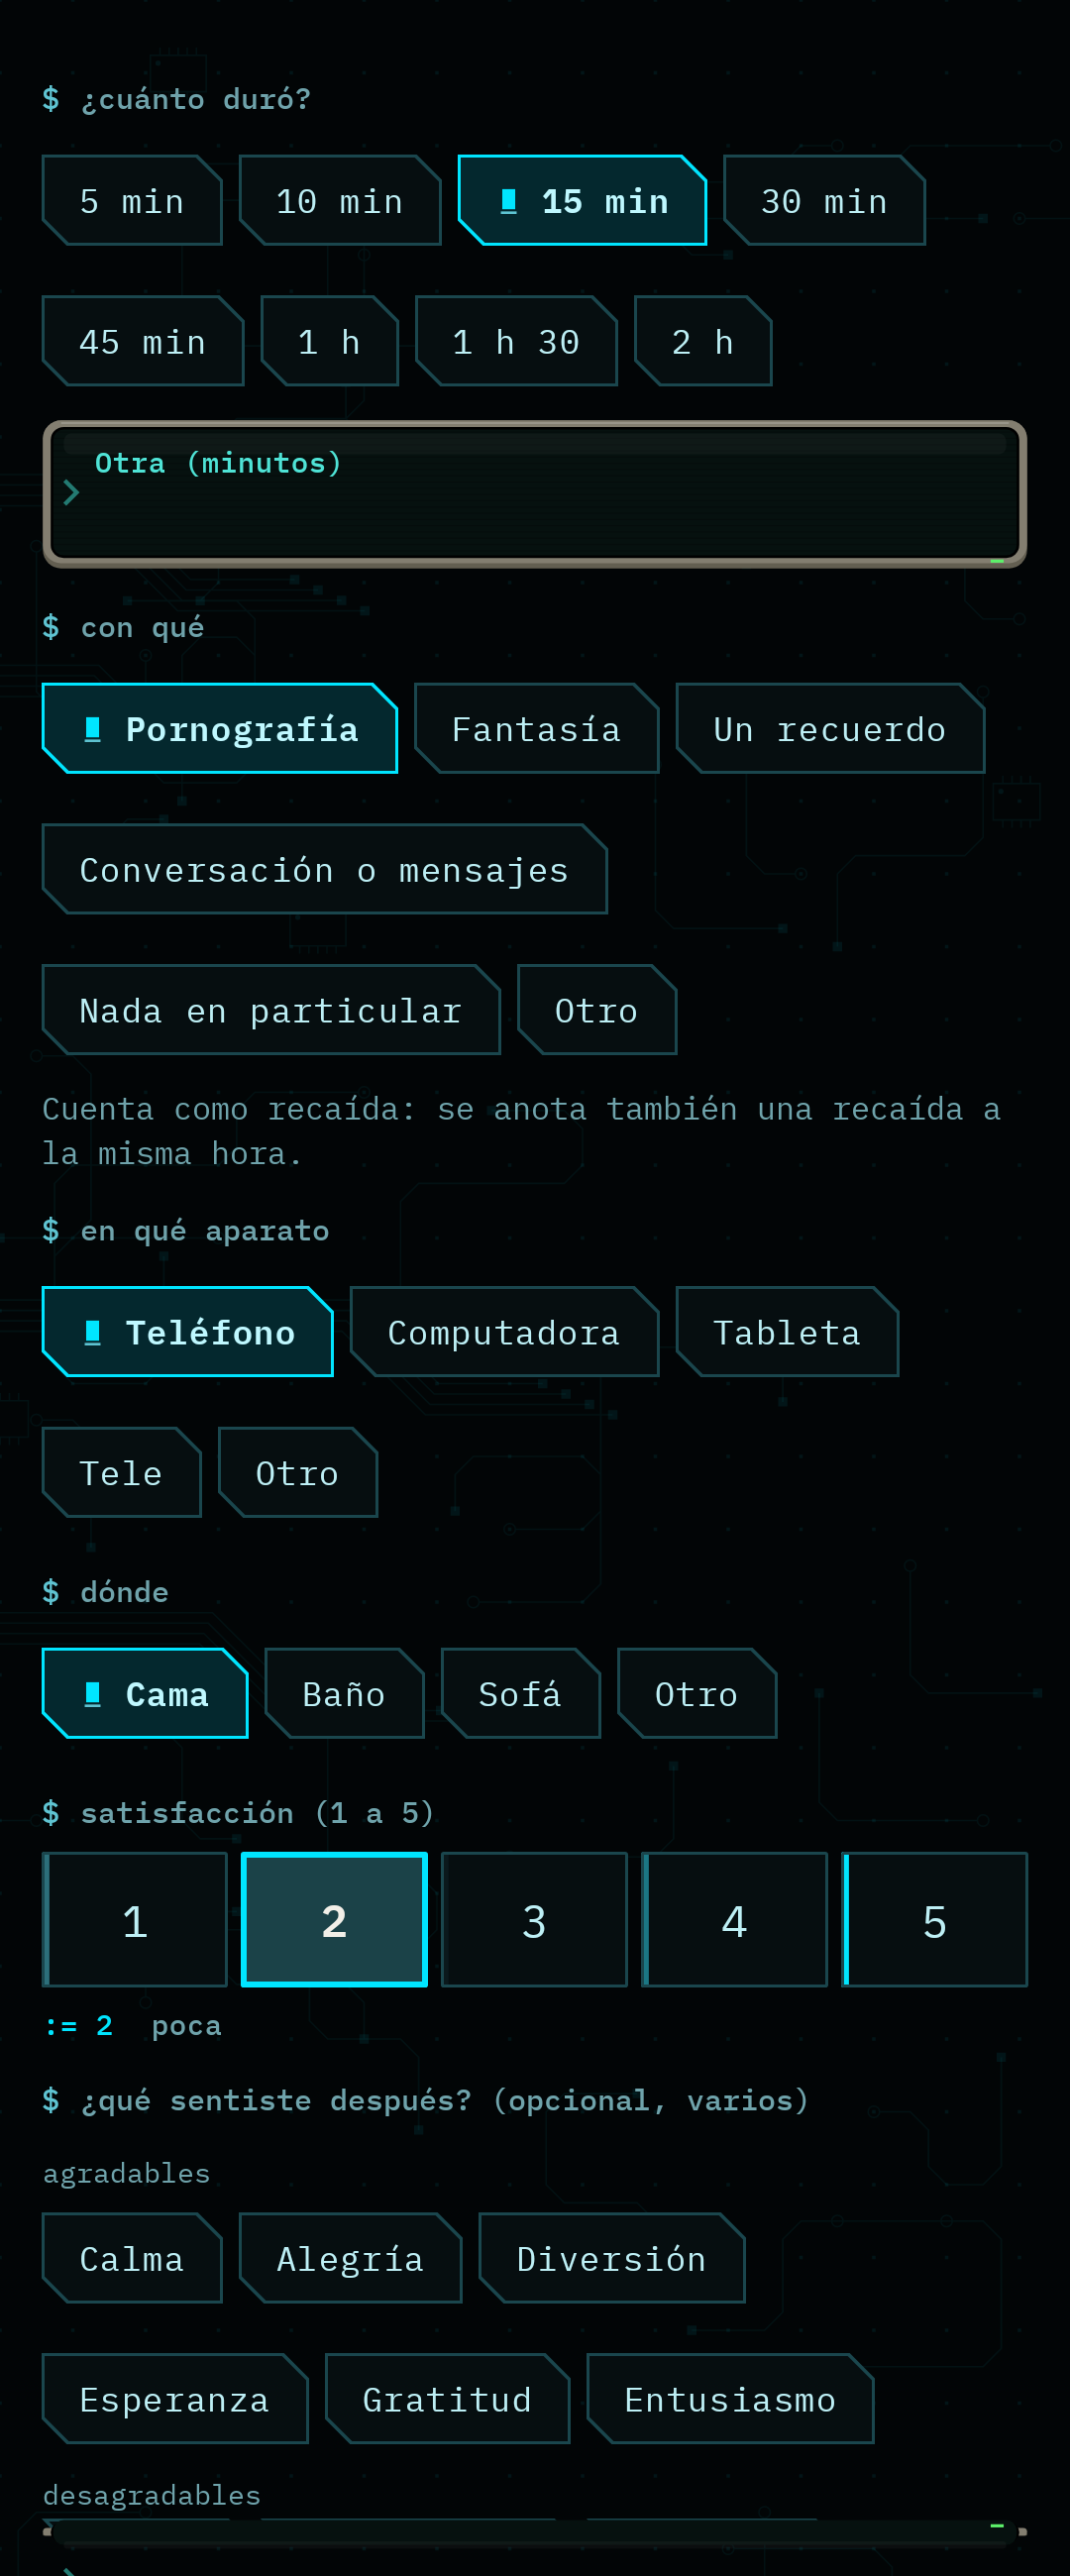 $ ¿cuánto duró?
5 min 10 min 15 min 30 min
45 min 1 h 1 h 30 2 h
Otra (minutos)
$ con qué
Pornografía Fantasía Un recuerdo
Conversación o mensajes
Nada en particular Otro
Cuenta como recaída: se anota también una recaída a
la misma hora.
$ en qué aparato
Teléfono Computadora Tableta
Tele Otro
$ dónde
Cama Baño Sofá Otro
$ satisfacción (1 a 5)
1 2 3 4 5
:= 2 poca
$ ¿qué sentiste después? (opcional, varios)
agradables
Calma Alegría Diversión
Esperanza Gratitud Entusiasmo
desagradables